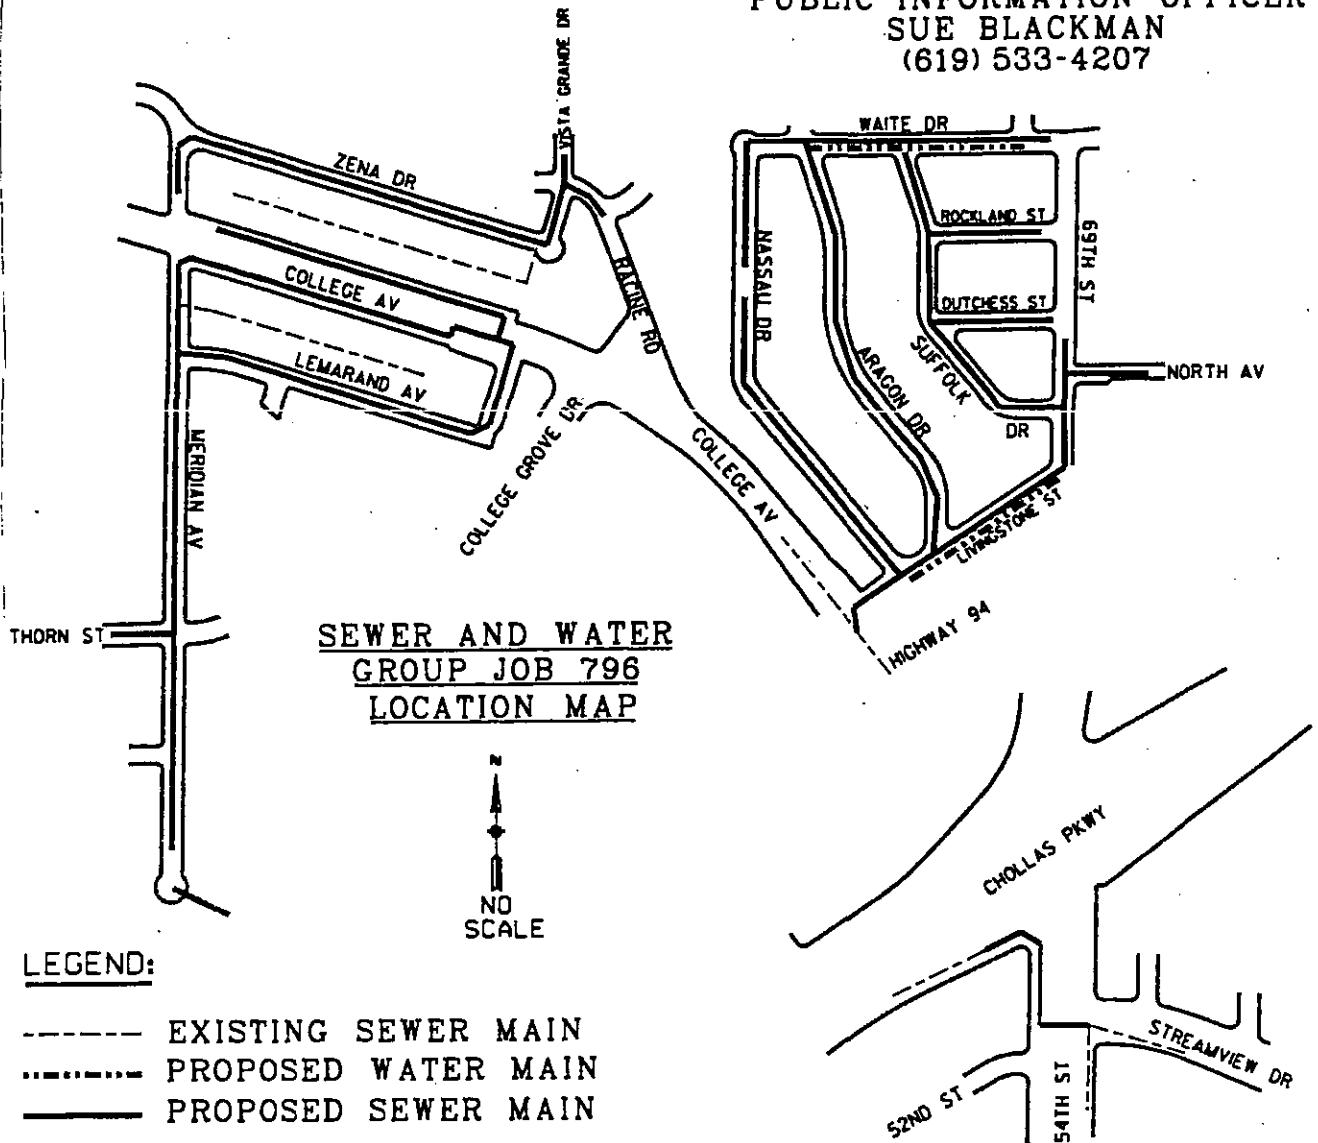 PUBLIC INFORMATION OFFICER
SUE BLACKMAN
(619) 533-4207
VISTA GRANDE DR
ZENA DR
WAITE DR
ROCKLAND ST
69TH ST
NASSAU DR
RACINE RD
COLLEGE AV
DUTCHESS ST
SUFFOLK
DR
ARAGON DR
NORTH AV
LEMARAND AV
MERIDIAN AV
COLLEGE GROVE DR
COLLEGE AV
LIVINGSTONE ST
HIGHWAY 94
THORN ST
SEWER AND WATER
GROUP JOB 796
LOCATION MAP
N
NO
SCALE
CHOLLAS PKWY
STREAMVIEW DR
52ND ST
54TH ST
LEGEND:
EXISTING SEWER MAIN
PROPOSED WATER MAIN
PROPOSED SEWER MAIN